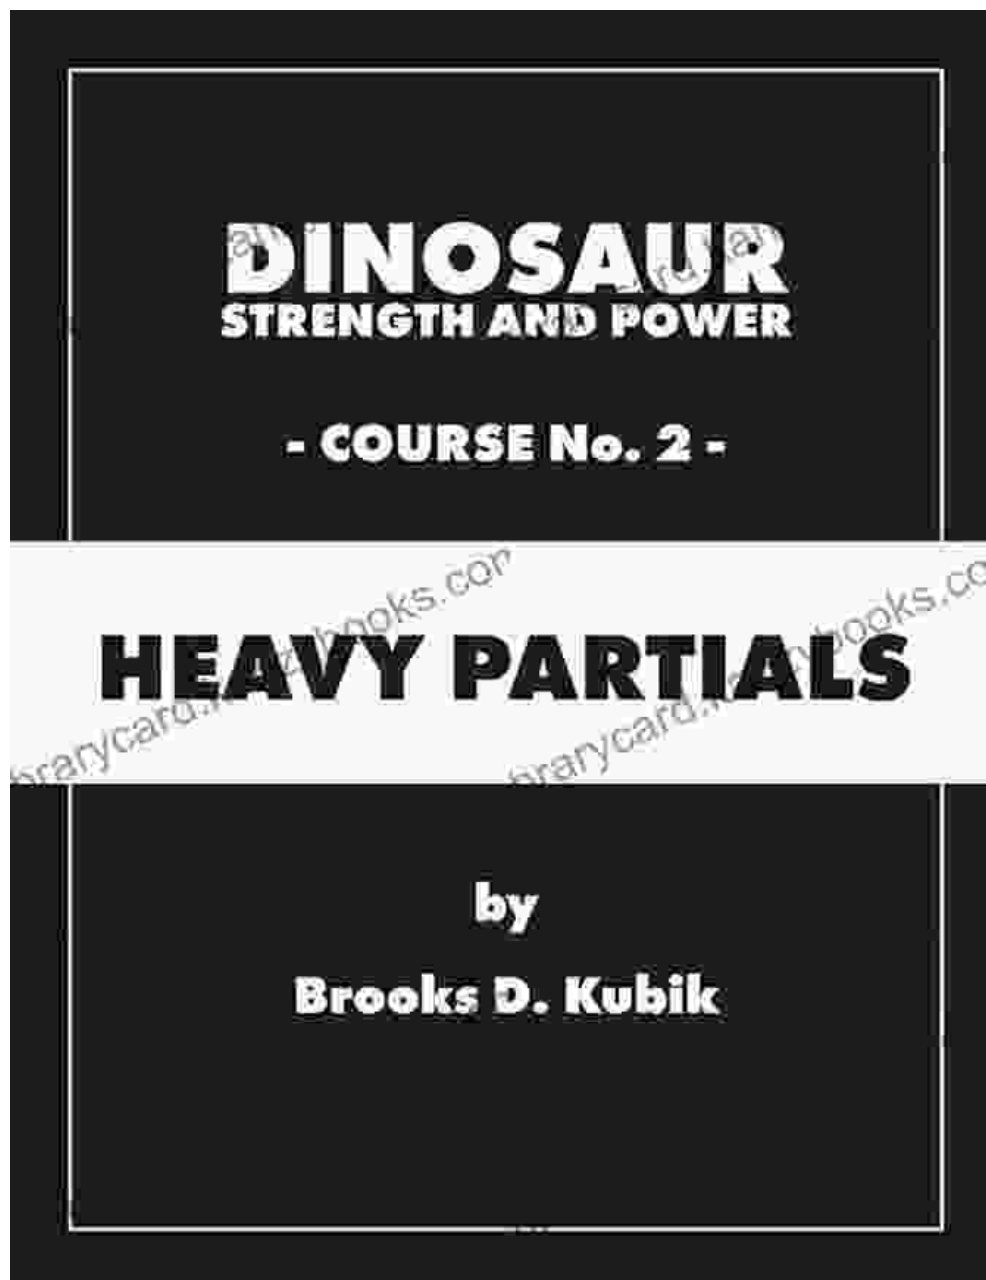 DINOSAUR
STRENGTH AND POWER
- COURSE No. 2 -
HEAVY PARTIALS
by
Brooks D. Kubik